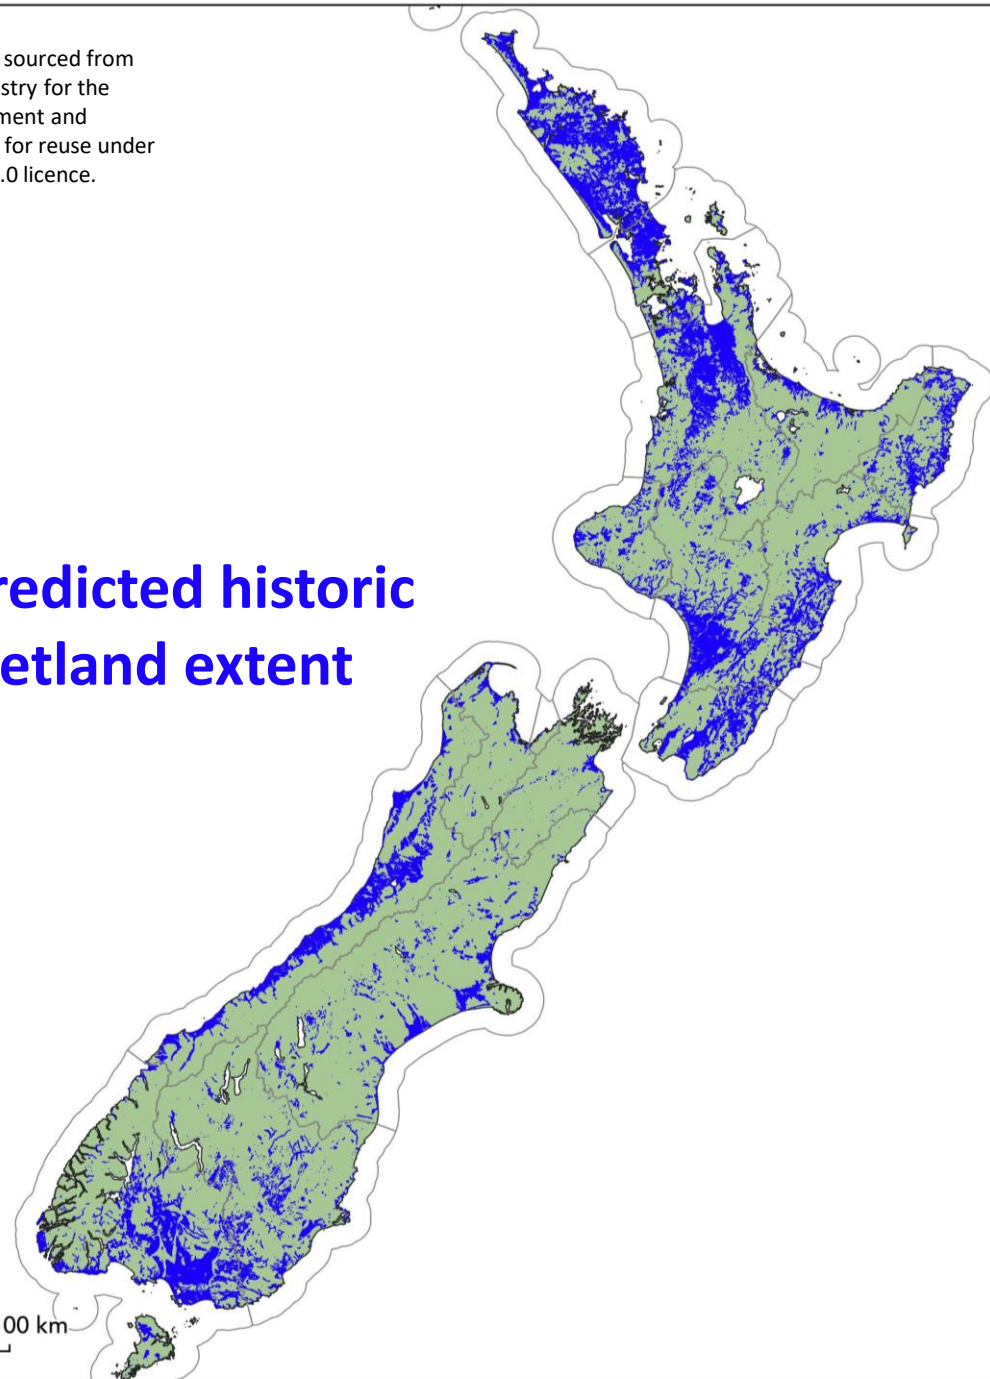 sourced from
stry for the
ment and
for reuse under
.0 licence.
redicted historic
etland extent
00 km